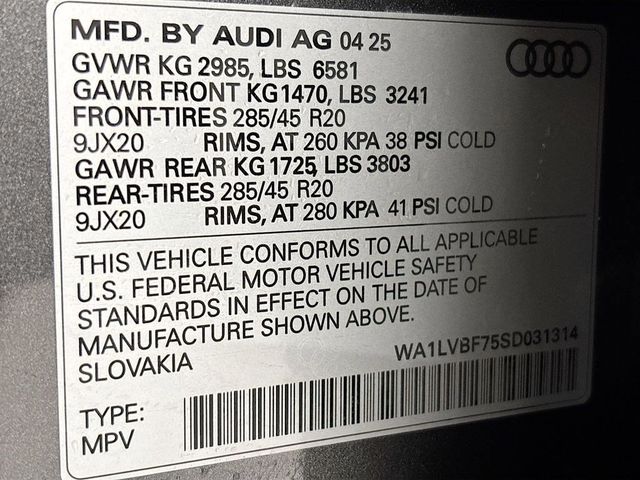 MFD. BY AUDI AG 04 25
GVWR KG 2985, LBS 6581
GAWR FRONT KG1470, LBS 3241
FRONT-TIRES 285/45 R20
9JX20 RIMS, AT 260 KPA 38 PSI COLD
GAWR REAR KG 1725, LBS 3803
REAR-TIRES 285/45 R20
9JX20 RIMS, AT 280 KPA 41 PSI COLD
THIS VEHICLE CONFORMS TO ALL APPLICABLE
U.S. FEDERAL MOTOR VEHICLE SAFETY
STANDARDS IN EFFECT ON THE DATE OF
MANUFACTURE SHOWN ABOVE.
SLOVAKIA WA1LVBF75SD031314
TYPE:
MPV